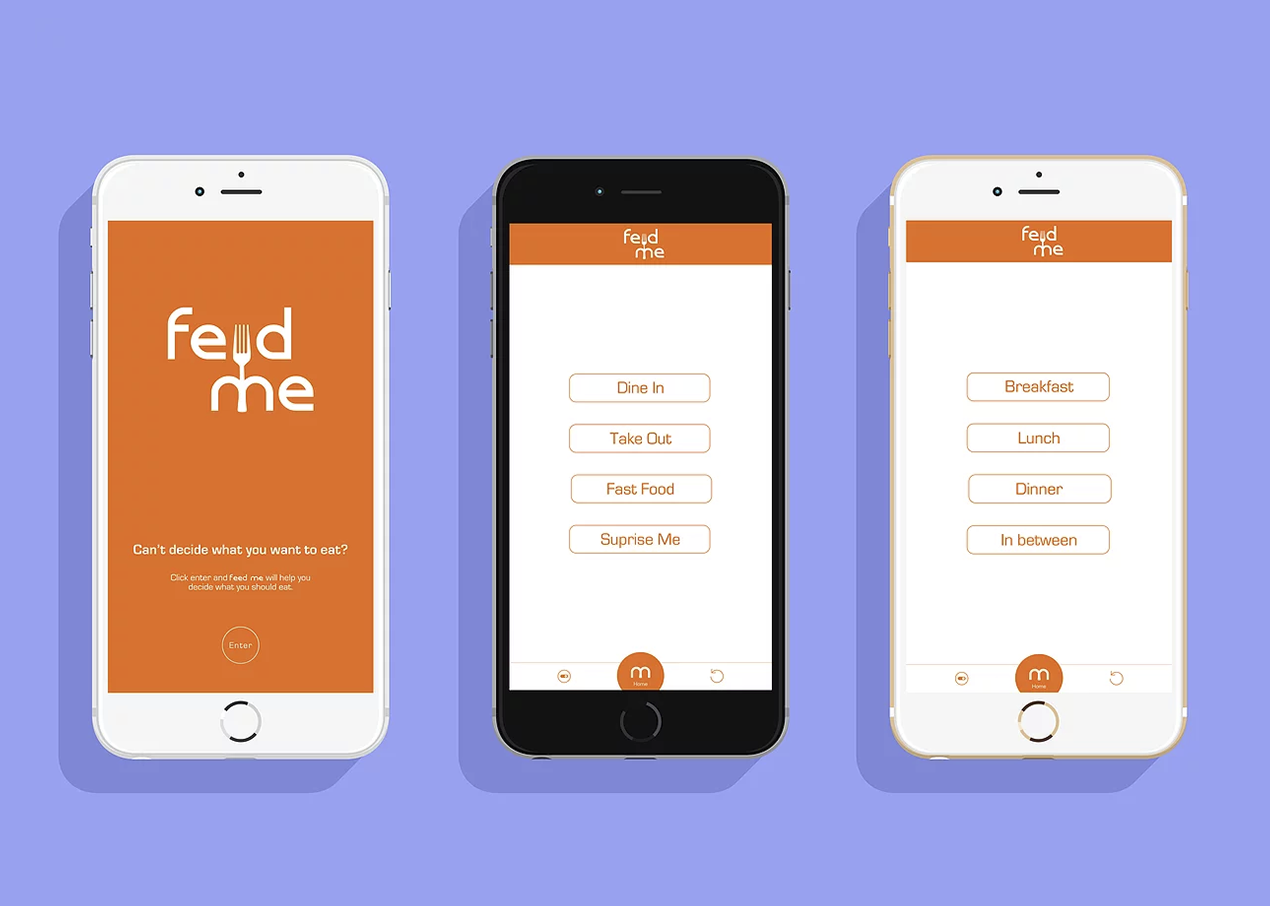 feed
me
Can't decide what you want to eat?
Click enter and feed me will help you
decide what you should eat.
Enter
feed
me
Dine In
Take Out
Fast Food
Suprise Me
m
Home
feed
me
Breakfast
Lunch
Dinner
In between
m
Home